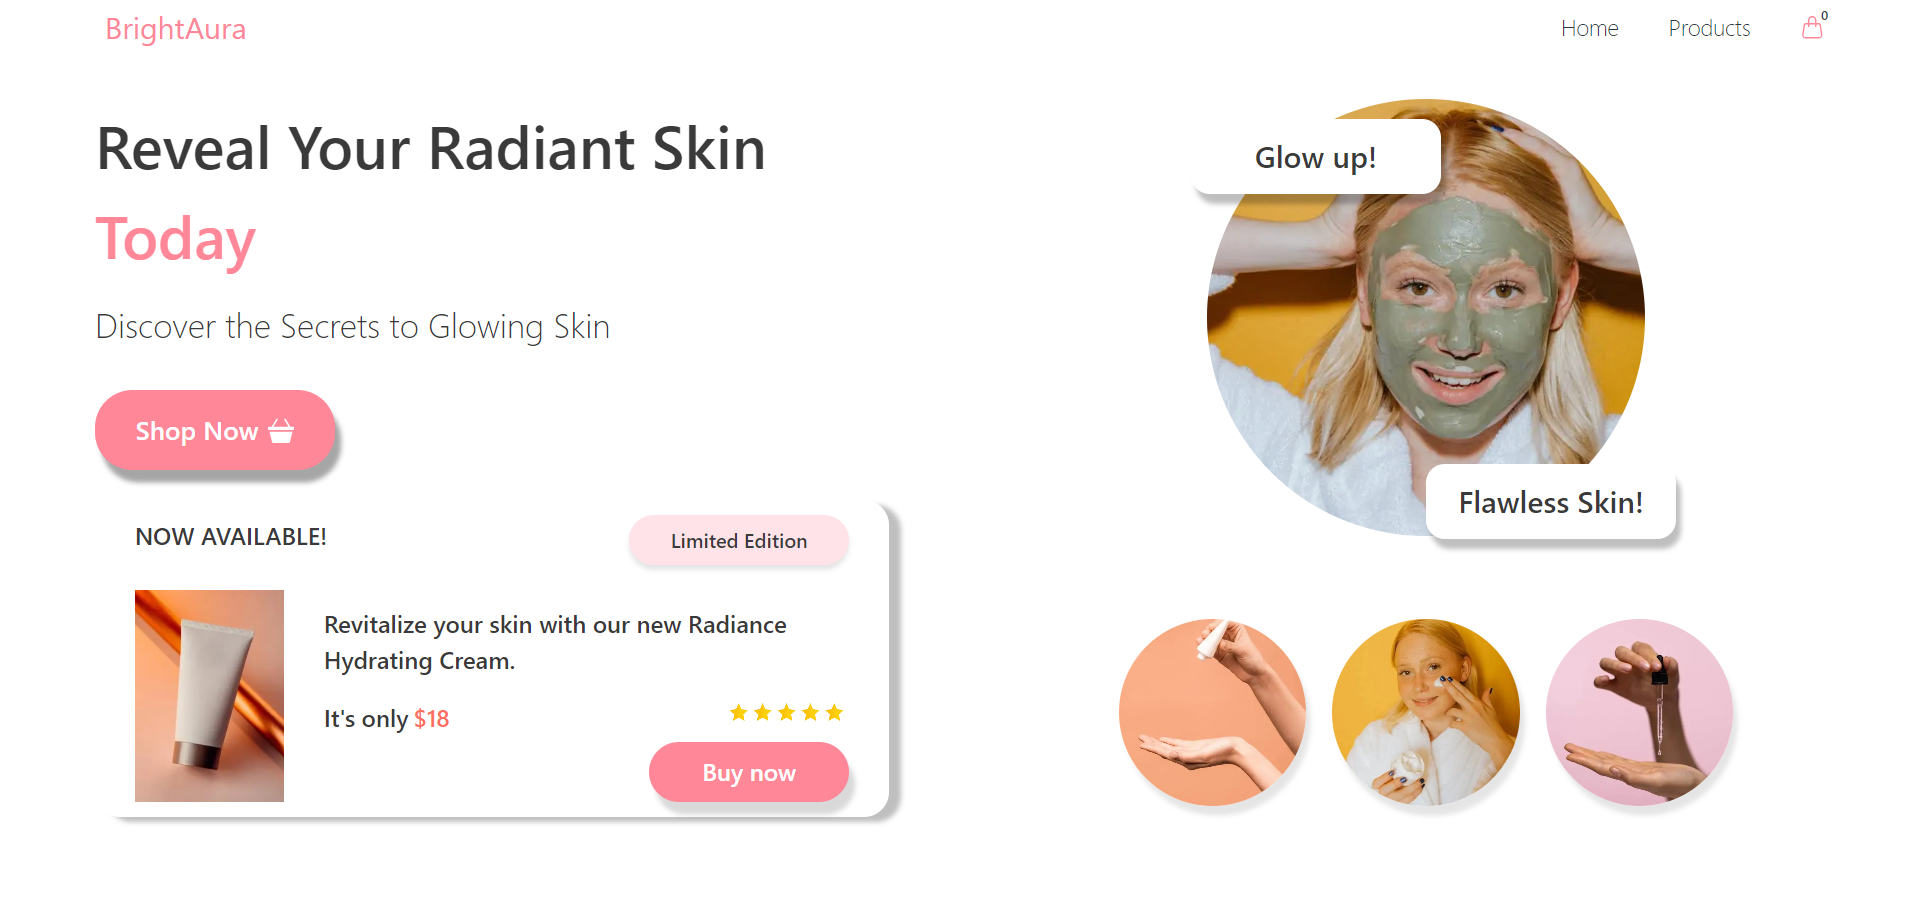 BrightAura
Home
Products
0
Reveal Your Radiant Skin
Today
Discover the Secrets to Glowing Skin
Shop Now
Glow up!
Flawless Skin!
NOW AVAILABLE!
Limited Edition
Revitalize your skin with our new Radiance
Hydrating Cream.
It's only $18
Buy now